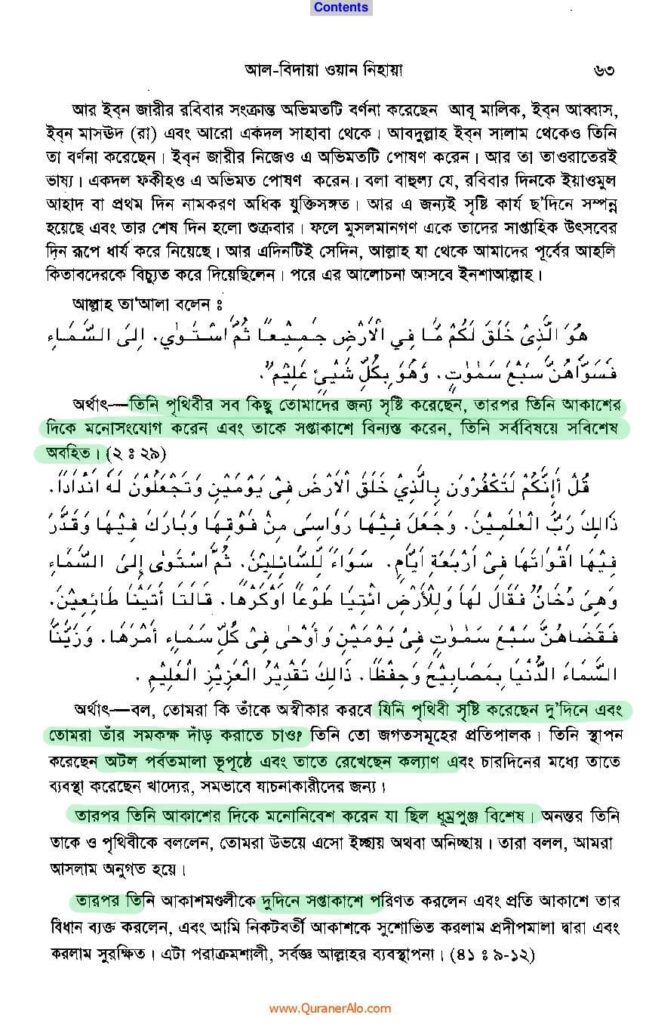 Contents
আল-বিদায়া ওয়ান নিহায়া ৬৩
আর ইব্‌ন জারীর রবিবার সংক্রান্ত অভিমতটি বর্ণনা করেছেন আবূ মালিক, ইব্‌ন আব্বাস,
ইব্‌ন মাসঊদ (রা) এবং আরো একদল সাহাবা থেকে। আবদুল্লাহ ইব্‌ন সালাম থেকেও তিনি
তা বর্ণনা করেছেন। ইব্‌ন জারীর নিজেও এ অভিমতটি পোষণ করেন। আর তা তাওরাতেরই
ভাষ্য। একদল ফকীহও এ অভিমত পোষণ করেন। বলা বাহুল্য যে, রবিবার দিনকে ইয়াওমুল
আহাদ বা প্রথম দিন নামকরণ অধিক যুক্তিসঙ্গত। আর এ জন্যই সৃষ্টি কার্য ছ'দিনে সম্পন্ন
হয়েছে এবং তার শেষ দিন হলো শুক্রবার। ফলে মুসলমানগণ একে তাদের সাপ্তাহিক উৎসবের
দিন রূপে ধার্য করে নিয়েছে। আর এদিনটিই সেদিন, আল্লাহ্‌ যা থেকে আমাদের পূর্বের আহলি
কিতাবদেরকে বিচ্যুত করে দিয়েছিলেন। পরে এর আলোচনা আসবে ইনশাআল্লাহ।
আল্লাহ্‌ তা'আলা বলেন ঃ
هُوَ الَّذِىْ خَلَقَ لَكُمْ مَّا فِي الْاَرْضِ جَمِيْعًا ثُمَّ اسْتَوٰي. اِلَى السَّمَاءِ
فَسَوَّاهُنَّ سَبْعَ سَمٰوٰتٍ. وَهُوَ بِكُلِّ شَيْئٍ عَلِيْمٌ.
অর্থাৎ—তিনি পৃথিবীর সব কিছু তোমাদের জন্য সৃষ্টি করেছেন, তারপর তিনি আকাশের
দিকে মনোসংযোগ করেন এবং তাকে সপ্তাকাশে বিন্যস্ত করেন, তিনি সর্ববিষয়ে সবিশেষ
অবহিত। (২ ঃ ২৯)
قُلْ أَإِنَّكُمْ لَتَكْفُرُوْنَ بِالَّذِيْ خَلَقَ الْاَرْضَ فِىْ يَوْمَيْنِ وَتَجْعَلُوْنَ لَهُ اَنْدَادًا.
ذَالِكَ رَبُّ الْعٰلَمِيْنَ. وَجَعَلَ فِيْهَا رَوَاسِىَ مِنْ فَوْقِهَا وَبَارَكَ فِيْهَا وَقَدَّرَ
فِيْهَا اَقْوَاتَهَا فِىْ اَرْبَعَةِ اَيَّامٍ. سَوَاءً لِّلسَّائِلِيْنَ. ثُمَّ اسْتَوٰى اِلَى السَّمَاءِ
وَهِىَ دُخَانٌ فَقَالَ لَهَا وَلِلْاَرْضِ ائْتِيَا طَوْعًا اَوْكَرْهًا. قَالَتَا أَتَيْنَا طَائِعِيْنَ.
فَقَضَاهُنَّ سَبْعَ سَمٰوٰتٍ فِىْ يَوْمَيْنِ وَاَوْحٰى فِىْ كُلِّ سَمَاءٍ اَمْرَهَا. وَزَيَّنَّا
السَّمَاءَ الدُّنْيَا بِمَصَابِيْحَ وَحِفْظًا. ذَالِكَ تَقْدِيْرُ الْعَزِيْزِ الْعَلِيْمِ.
অর্থাৎ—বল, তোমরা কি তাঁকে অস্বীকার করবে যিনি পৃথিবী সৃষ্টি করেছেন দু'দিনে এবং
তোমরা তাঁর সমকক্ষ দাঁড় করাতে চাও? তিনি তো জগতসমূহের প্রতিপালক। তিনি স্থাপন
করেছেন অটল পর্বতমালা ভূপৃষ্ঠে এবং তাতে রেখেছেন কল্যাণ এবং চারদিনের মধ্যে তাতে
ব্যবস্থা করেছেন খাদ্যের, সমভাবে যাচনাকারীদের জন্য।
তারপর তিনি আকাশের দিকে মনোনিবেশ করেন যা ছিল ধূম্রপুঞ্জ বিশেষ। অনন্তর তিনি
তাকে ও পৃথিবীকে বললেন, তোমরা উভয়ে এসো ইচ্ছায় অথবা অনিচ্ছায়। তারা বলল, আমরা
আসলাম অনুগত হয়ে।
তারপর তিনি আকাশমণ্ডলীকে দুদিনে সপ্তাকাশে পরিণত করলেন এবং প্রতি আকাশে তার
বিধান ব্যক্ত করলেন, এবং আমি নিকটবর্তী আকাশকে সুশোভিত করলাম প্রদীপমালা দ্বারা এবং
করলাম সুরক্ষিত। এটা পরাক্রমশালী, সর্বজ্ঞ আল্লাহর ব্যবস্থাপনা। (৪১ ঃ ৯-১২)
www.QuranerAlo.com